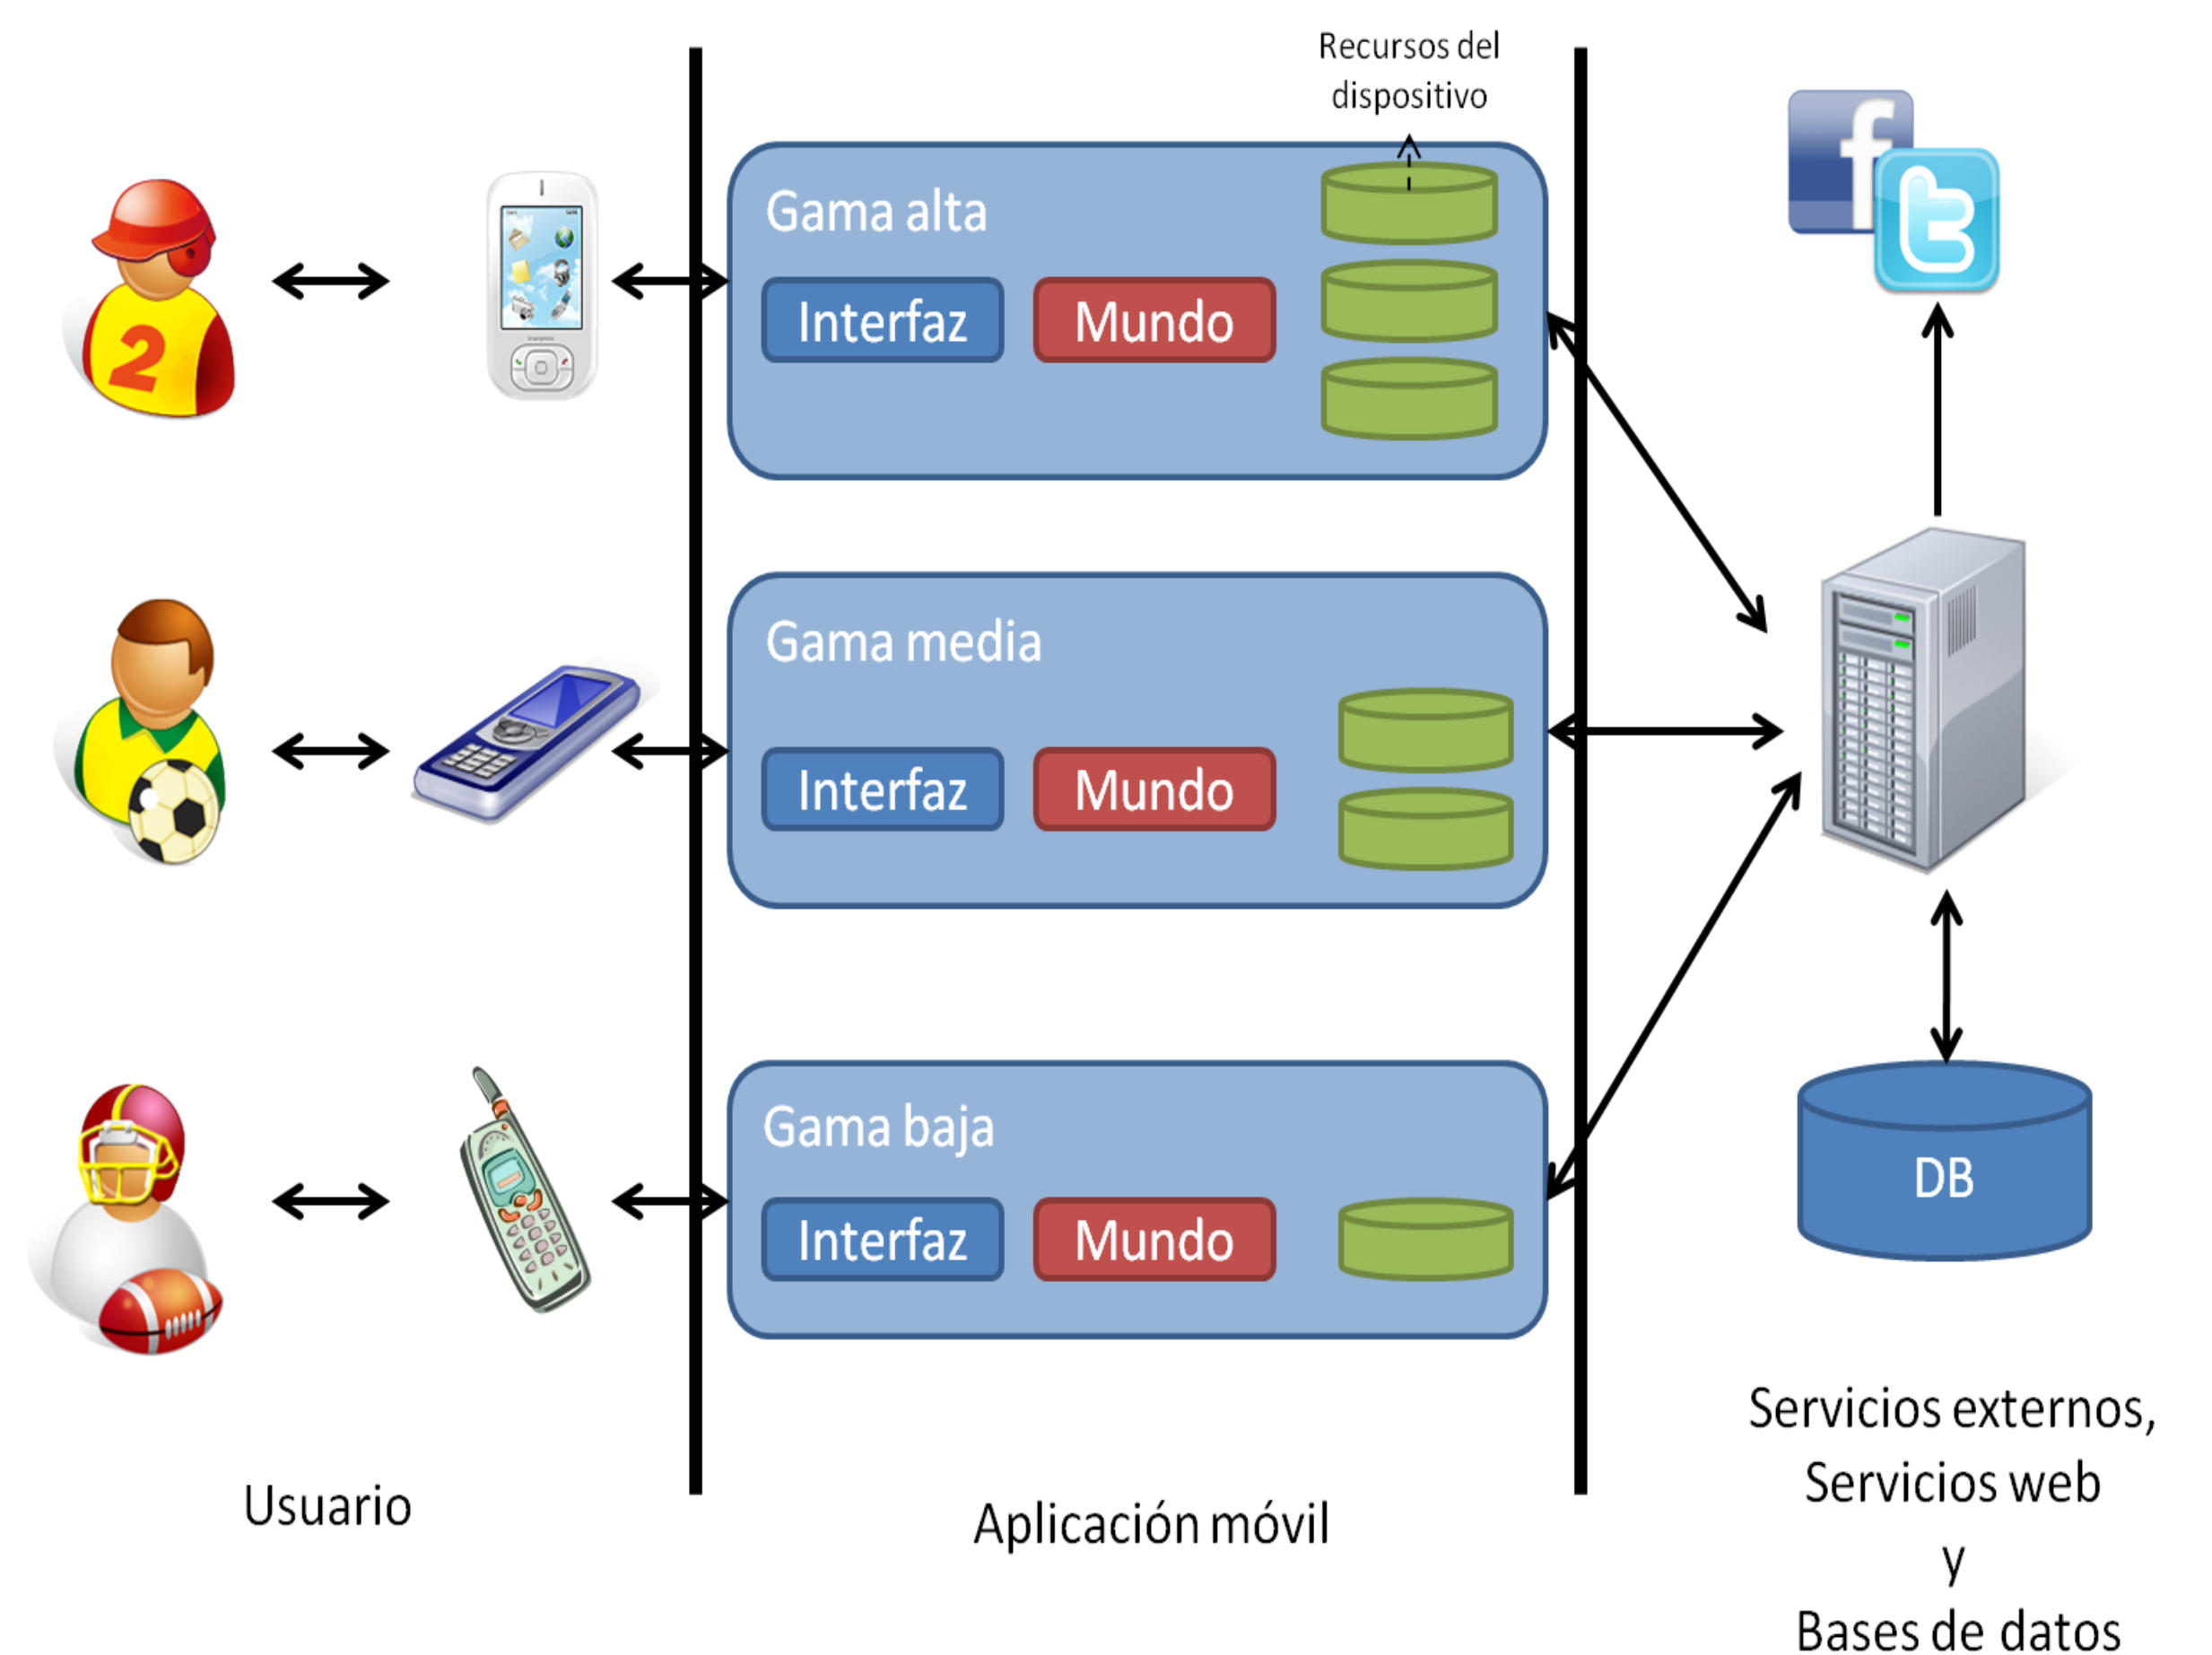 Recursos del
dispositivo
f
t
2
Gama alta
Interfaz
Mundo
Gama media
Interfaz
Mundo
Gama baja
Interfaz
Mundo
DB
Usuario
Aplicación móvil
Servicios externos,
Servicios web
y
Bases de datos